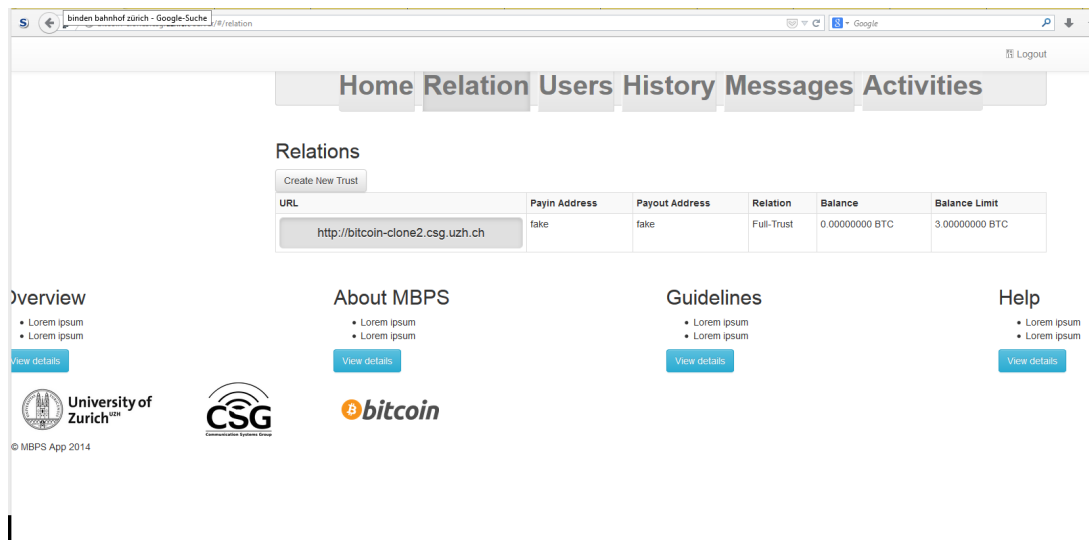 binden bahnhof zürich - Google-Suche
/#/relation
Google
Logout
Home Relation Users History Messages Activities
Relations
Create New Trust
URL Payin Address Payout Address Relation Balance Balance Limit
http://bitcoin-clone2.csg.uzh.ch fake fake Full-Trust 0.00000000 BTC 3.00000000 BTC
Overview About MBPS Guidelines Help
Lorem ipsum Lorem ipsum Lorem ipsum Lorem ipsum
Lorem ipsum Lorem ipsum Lorem ipsum Lorem ipsum
View details View details View details View details
University of
Zurich UZH
CSG
Communication Systems Group
bitcoin
© MBPS App 2014